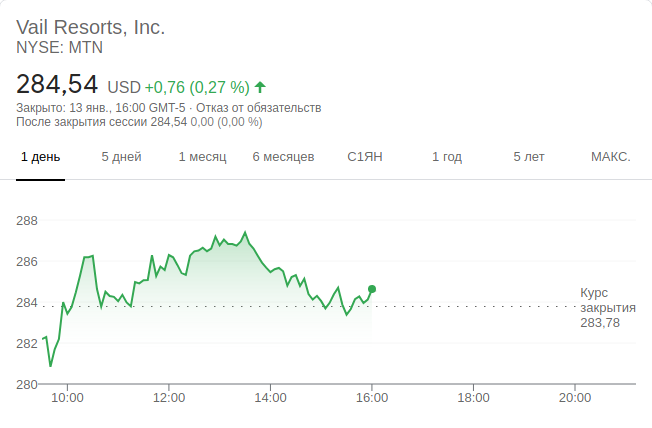 Vail Resorts, Inc.
NYSE: MTN
284,54 USD +0,76 (0,27 %)
Закрыто: 13 янв., 16:00 GMT-5 · Отказ от обязательств
После закрытия сессии 284,54 0,00 (0,00 %)
1 день 5 дней 1 месяц 6 месяцев С1ЯН 1 год 5 лет МАКС.
288
286
284
282
280
Курс
закрытия
283,78
10:00 12:00 14:00 16:00 18:00 20:00